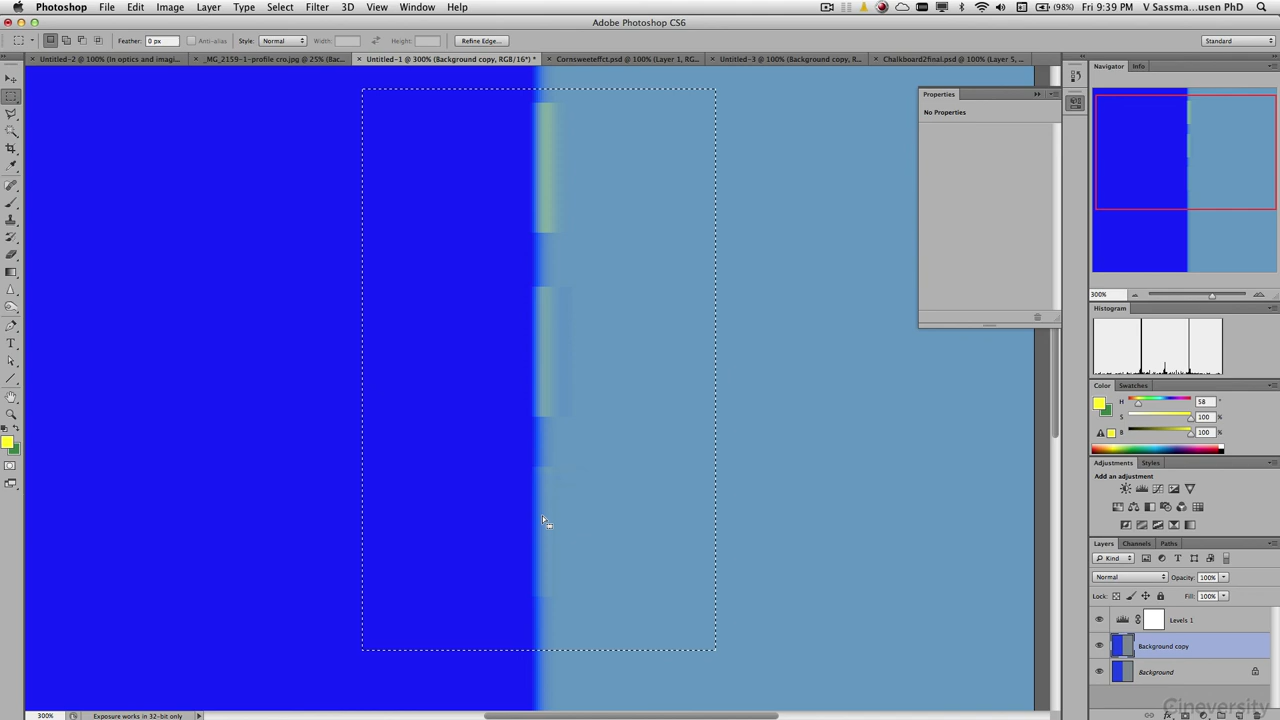 Photoshop File Edit Image Layer Type Select Filter 3D View Window Help (98%) Fri 9:39 PM V Sassma...usen PhD
Adobe Photoshop CS6
Feather: 0 px Anti-alias Style: Normal Width: Height: Refine Edge... Standard
Untitled-2 @ 100% (In optics and imagi... _MG_2159-1-profile cro.jpg @ 25% (Bac... Untitled-1 @ 300% (Background copy, RGB/16*) * Cornsweeteffct.psd @ 100% (Layer 1, RG... Untitled-3 @ 100% (Background copy, R... Chalkboard2final.psd @ 100% (Layer 5, ...
Navigator Info
Properties
No Properties
300%
Histogram
Color Swatches
H 58 °
S 100 %
B 100 %
Adjustments Styles
Add an adjustment
Layers Channels Paths
Kind
Normal Opacity: 100%
Lock: Fill: 100%
Levels 1
Background copy
Background
Cineversity
300% Exposure works in 32-bit only